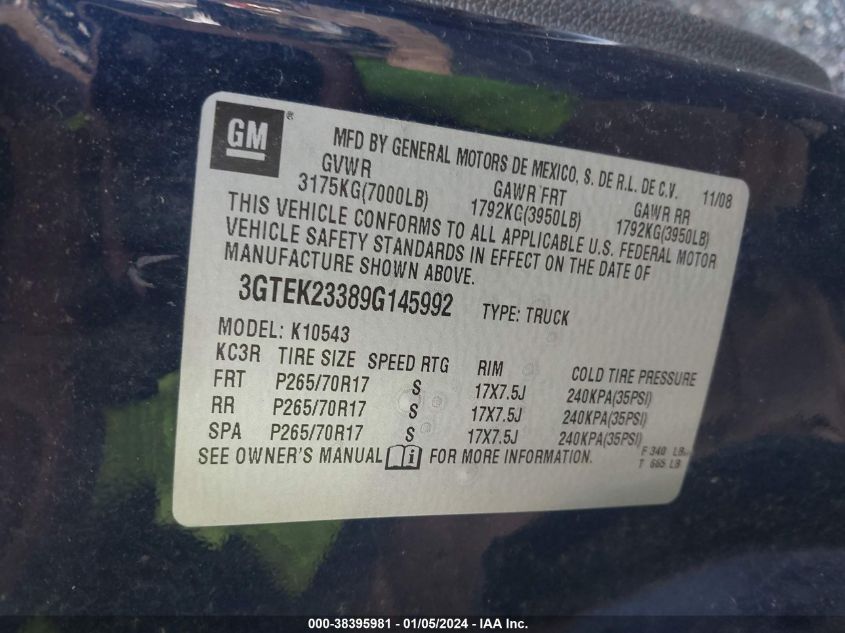 GM ®
MFD BY GENERAL MOTORS DE MEXICO, S. DE R.L. DE C.V. 11/08
GVWR GAWR FRT GAWR RR
3175KG(7000LB) 1792KG(3950LB) 1792KG(3950LB)
THIS VEHICLE CONFORMS TO ALL APPLICABLE U.S. FEDERAL MOTOR
VEHICLE SAFETY STANDARDS IN EFFECT ON THE DATE OF
MANUFACTURE SHOWN ABOVE.
3GTEK23389G145992 TYPE: TRUCK
MODEL: K10543
KC3R TIRE SIZE SPEED RTG RIM COLD TIRE PRESSURE
FRT P265/70R17 S 17X7.5J 240KPA(35PSI)
RR P265/70R17 S 17X7.5J 240KPA(35PSI)
SPA P265/70R17 S 17X7.5J 240KPA(35PSI)
SEE OWNER'S MANUAL i FOR MORE INFORMATION.
F 340 LB
T 665 LB
000-38395981 - 01/05/2024 - IAA Inc.